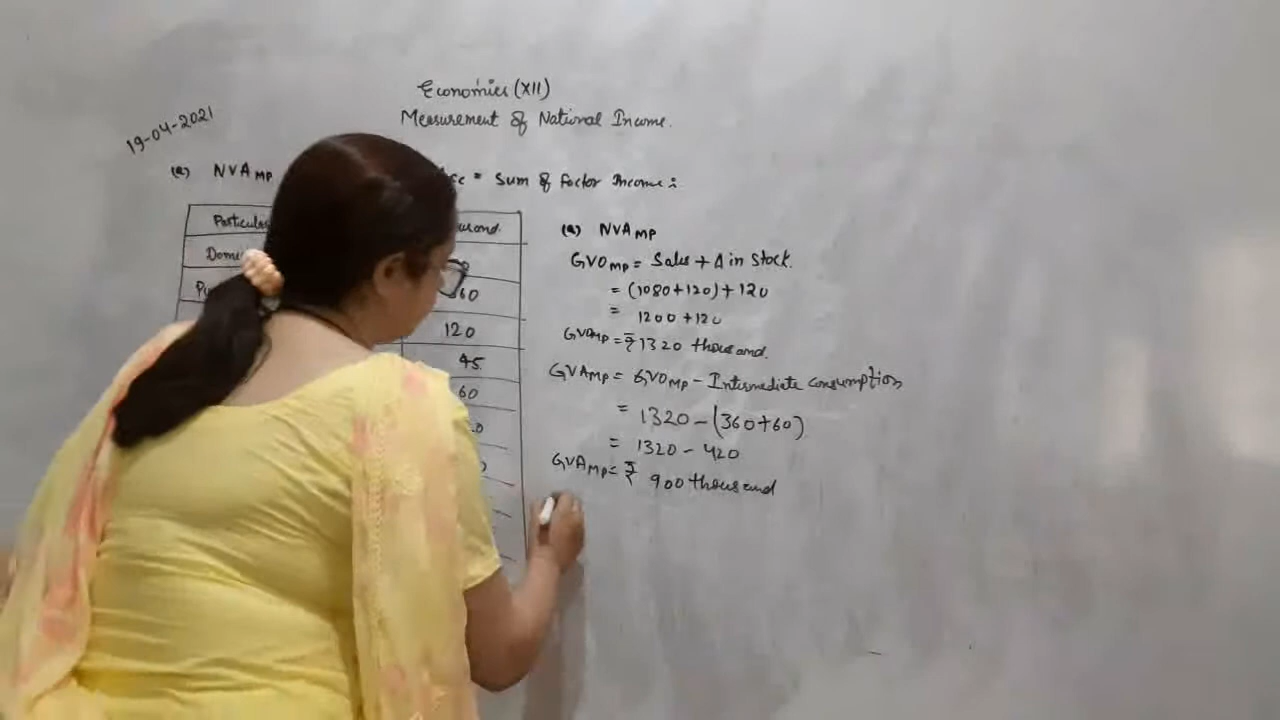 Economics (XII)
Measurement of National Income.
19-04-2021
(a) NVA MP = Sum of Factor Income :
(a) NVA MP
GVO MP = Sales + Δ in Stock.
= (1080+120) + 120
= 1200 + 120
GVO MP = ₹ 1320 thousand.
GVA MP = GVO MP - Intermediate Consumption
= 1320 - (360+60)
= 1320 - 420
GVA MP = ₹ 900 thousand
120
45
60